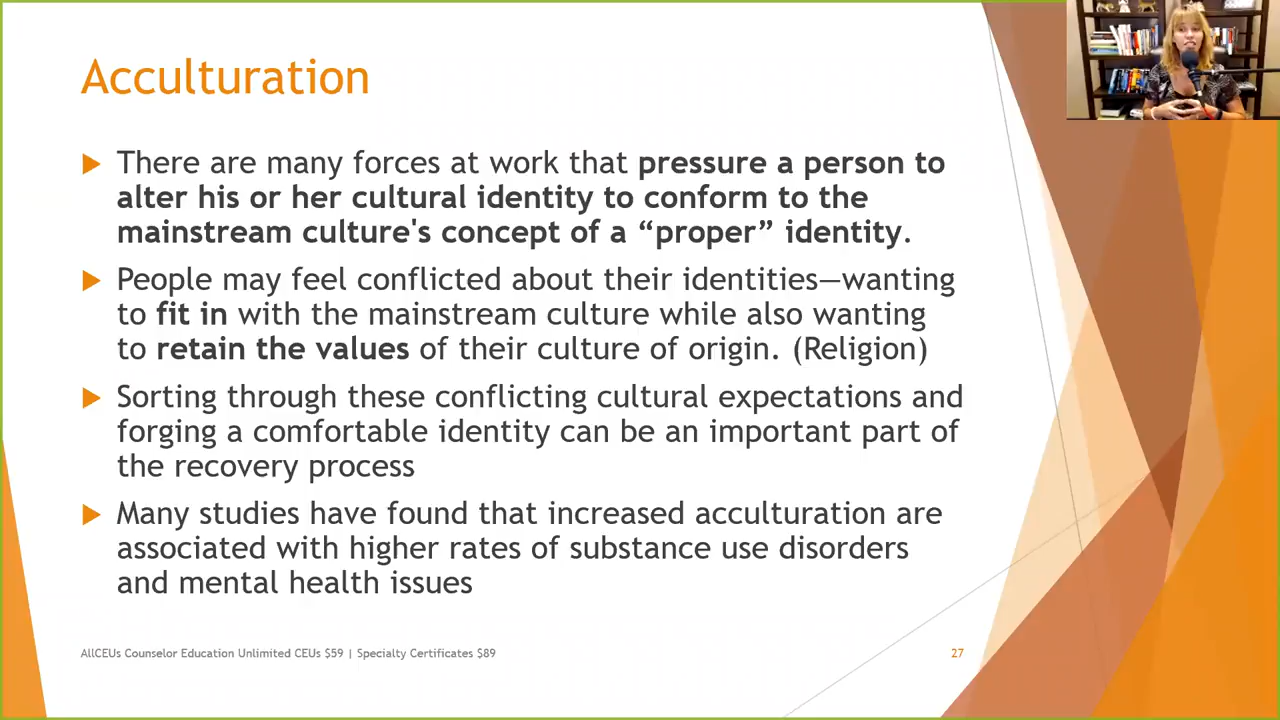 Acculturation
There are many forces at work that pressure a person to
alter his or her cultural identity to conform to the
mainstream culture's concept of a “proper” identity.
People may feel conflicted about their identities—wanting
to fit in with the mainstream culture while also wanting
to retain the values of their culture of origin. (Religion)
Sorting through these conflicting cultural expectations and
forging a comfortable identity can be an important part of
the recovery process
Many studies have found that increased acculturation are
associated with higher rates of substance use disorders
and mental health issues
AllCEUs Counselor Education Unlimited CEUs $59 | Specialty Certificates $89
27